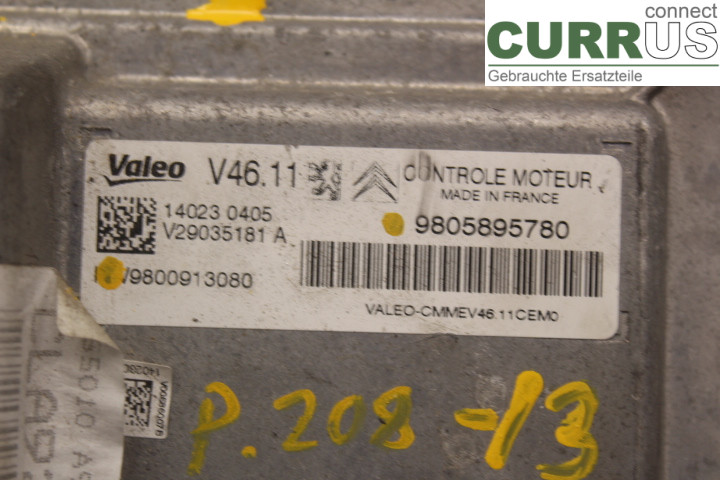 connect
CURRUS
Gebrauchte Ersatzteile
Valeo V46.11 CONTROLE MOTEUR
MADE IN FRANCE
14023 0405
V29035181 A
9805895780
HW9800913080
VALEO-CMMEV46.11CEM0
P.208 -13